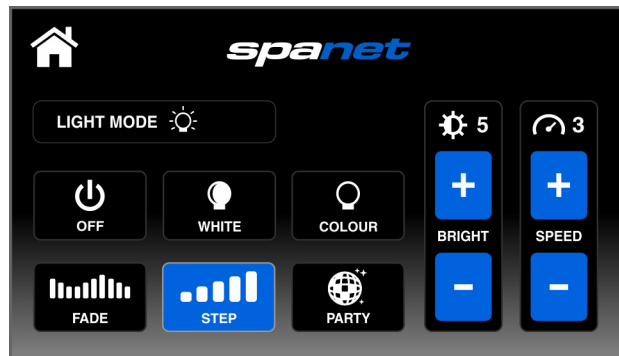 spanet
LIGHT MODE
5
3
OFF
WHITE
COLOUR
+
+
BRIGHT
SPEED
-
-
FADE
STEP
PARTY